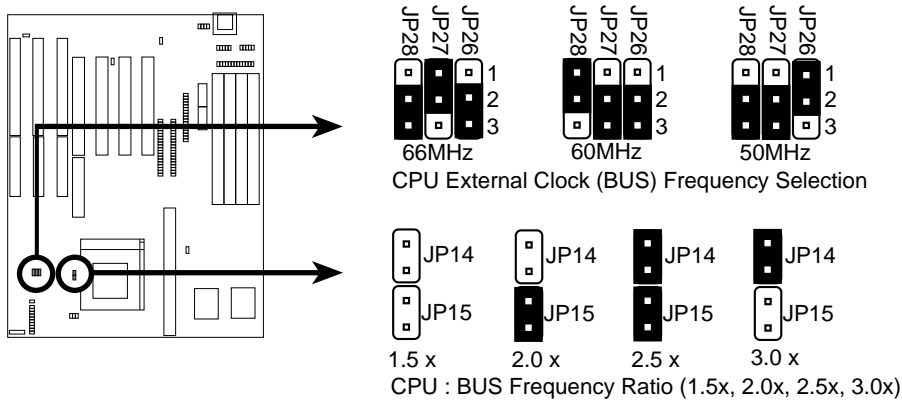 JP28 JP27 JP26 JP28 JP27 JP26 JP28 JP27 JP26
1 1 1
2 2 2
3 3 3
66MHz 60MHz 50MHz
CPU External Clock (BUS) Frequency Selection
JP14 JP14 JP14 JP14
JP15 JP15 JP15 JP15
1.5 x 2.0 x 2.5 x 3.0 x
CPU : BUS Frequency Ratio (1.5x, 2.0x, 2.5x, 3.0x)